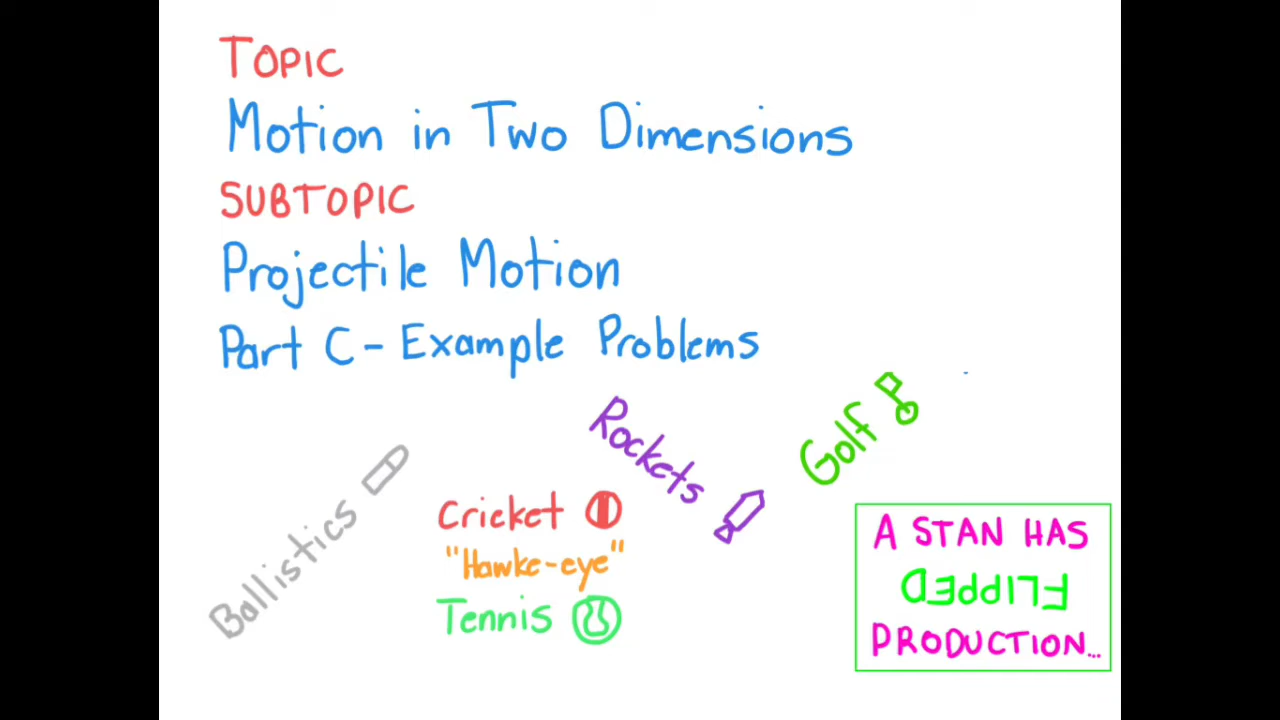 TOPIC
Motion in Two Dimensions
SUBTOPIC
Projectile Motion
Part C - Example Problems
Ballistics
Cricket
"Hawke-eye"
Tennis
Rockets
Golf
A STAN HAS
FLIPPED
PRODUCTION...